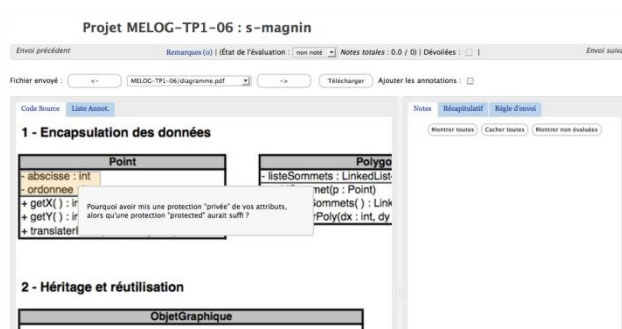 Projet MELOG-TP1-06 : s-magnin
Envoi précédent
Remarques (0) | (État de l'évaluation : non noté Notes totales : 0.0 / 0) | Dévoilées : |
Envoi suiva
Fichier envoyé : <- MELOG-TP1-06/diagramme.pdf -> Télécharger Ajouter les annotations :
Code Source Liste Annot.
Notes Récapitulatif Règle d'envoi
Montrer toutes Cacher toutes Montrer non évaluées
1 - Encapsulation des données
Point
- abscisse : int
- ordonnee
+ getX( ) : in
+ getY( ) : in
+ translater
Polygo
- listeSommets : LinkedList
met(p : Point)
Sommets( ) : Link
rPoly(dx : int, dy
Pourquoi avoir mis une protection "privée" de vos attributs,
alors qu'une protection "protected" aurait suffi ?
2 - Héritage et réutilisation
ObjetGraphique